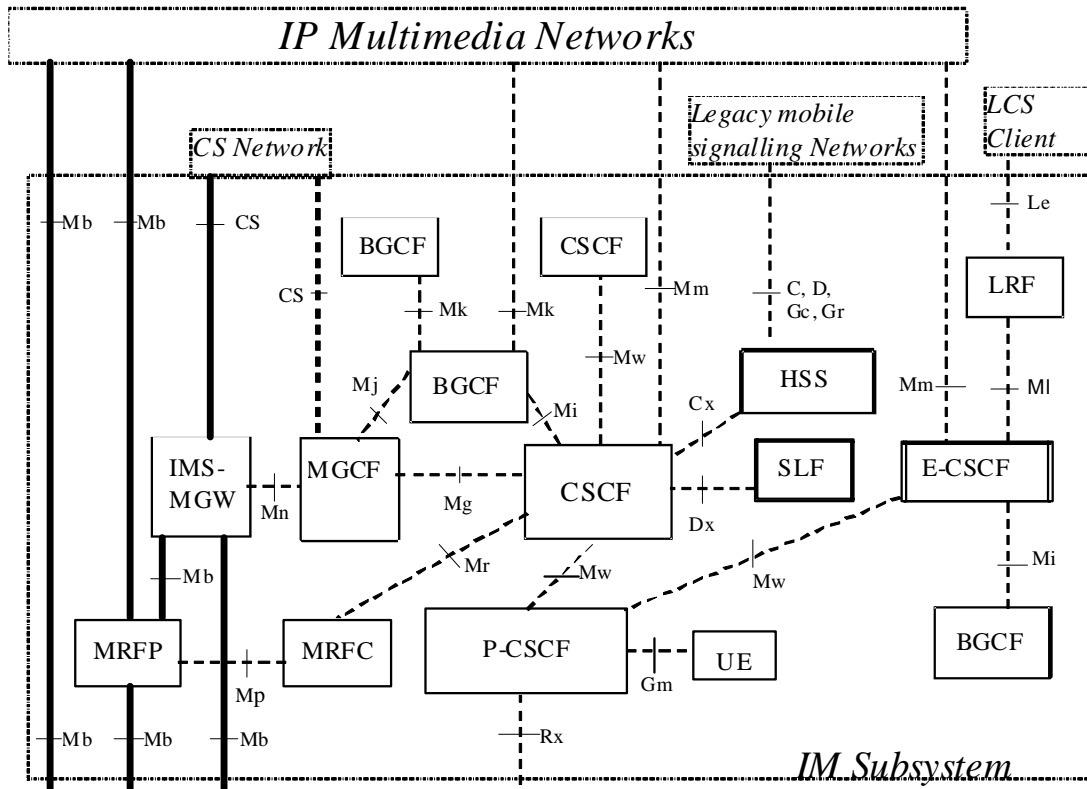 IP Multimedia Networks
CS Network
Legacy mobile
signalling Networks
LCS
Client
Mb
Mb
CS
Le
BGCF
CSCF
LRF
CS
Mk
Mk
Mm
C, D,
Gc, Gr
Mj
BGCF
Mi
Mw
HSS
Cx
Mm
Ml
IMS-
MGW
Mn
MGCF
Mg
CSCF
SLF
Dx
E-CSCF
Mb
Mr
Mw
Mw
Mi
MRFP
Mp
MRFC
P-CSCF
Gm
UE
BGCF
Mb
Mb
Mb
Rx
IM Subsystem